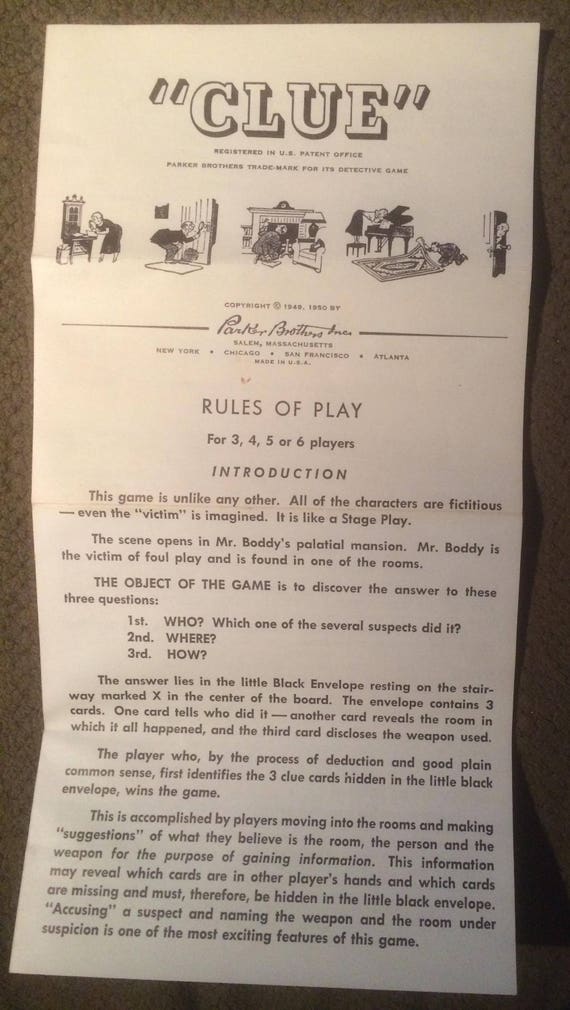 "CLUE"
REGISTERED IN U.S. PATENT OFFICE
PARKER BROTHERS TRADE-MARK FOR ITS DETECTIVE GAME
COPYRIGHT © 1949, 1950 BY
Parker Brothers Inc.
SALEM, MASSACHUSETTS
NEW YORK • CHICAGO • SAN FRANCISCO • ATLANTA
MADE IN U.S.A.
RULES OF PLAY
For 3, 4, 5 or 6 players
INTRODUCTION
This game is unlike any other. All of the characters are fictitious
— even the "victim" is imagined. It is like a Stage Play.
The scene opens in Mr. Boddy's palatial mansion. Mr. Boddy is
the victim of foul play and is found in one of the rooms.
THE OBJECT OF THE GAME is to discover the answer to these
three questions:
1st. WHO? Which one of the several suspects did it?
2nd. WHERE?
3rd. HOW?
The answer lies in the little Black Envelope resting on the stair-
way marked X in the center of the board. The envelope contains 3
cards. One card tells who did it — another card reveals the room in
which it all happened, and the third card discloses the weapon used.
The player who, by the process of deduction and good plain
common sense, first identifies the 3 clue cards hidden in the little black
envelope, wins the game.
This is accomplished by players moving into the rooms and making
"suggestions" of what they believe is the room, the person and the
weapon for the purpose of gaining information. This information
may reveal which cards are in other player's hands and which cards
are missing and must, therefore, be hidden in the little black envelope.
"Accusing" a suspect and naming the weapon and the room under
suspicion is one of the most exciting features of this game.